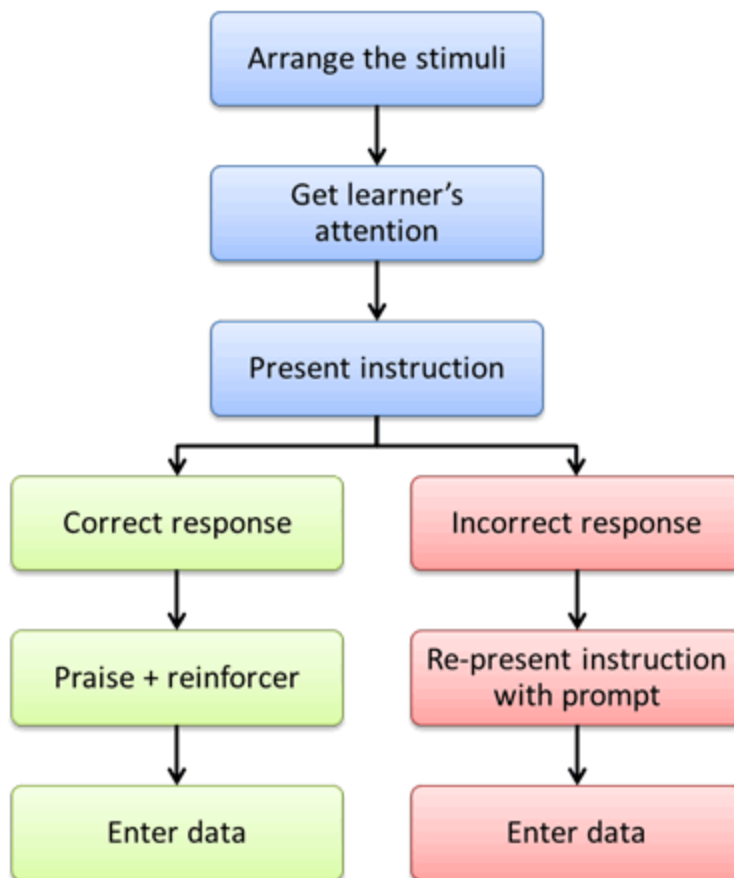 Arrange the stimuli
Get learner’s
attention
Present instruction
Correct response
Incorrect response
Praise + reinforcer
Re-present instruction
with prompt
Enter data
Enter data